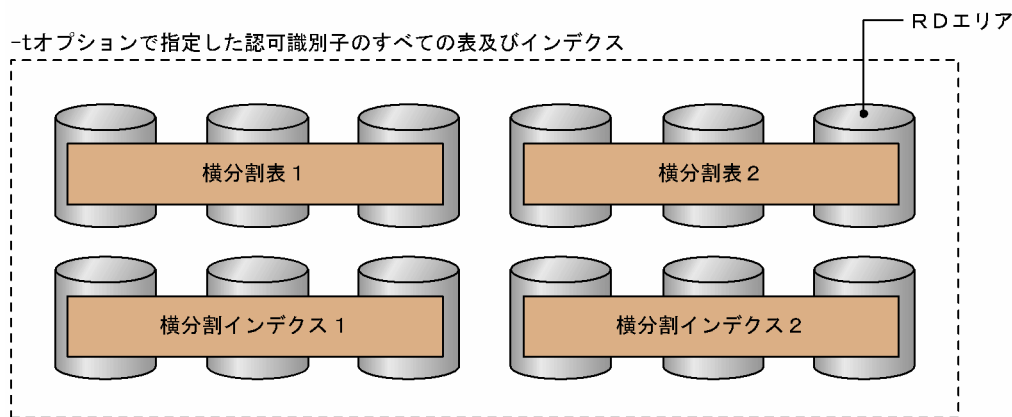 RDエリア
-tオプションで指定した認可識別子のすべての表及びインデクス
横分割表1
横分割表2
横分割インデクス1
横分割インデクス2